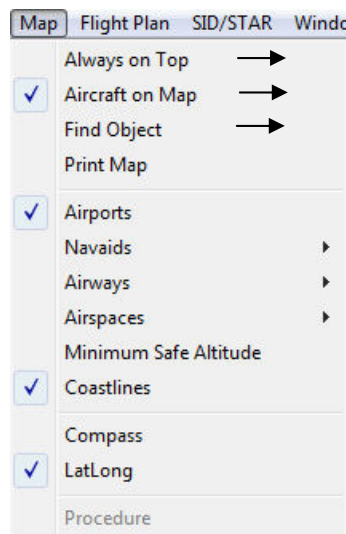 Map Flight Plan SID/STAR
Always on Top
Aircraft on Map
Find Object
Print Map
Airports
Navaids
Airways
Airspaces
Minimum Safe Altitude
Coastlines
Compass
LatLong
Procedure